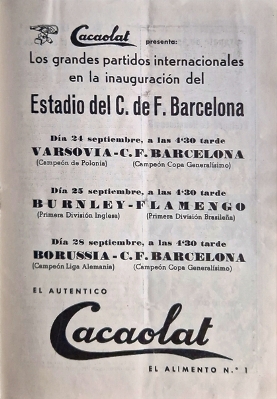 Cacaolat presenta:
Los grandes partidos internacionales
en la inauguración del
Estadio del C. de F. Barcelona
Día 24 septiembre, a las 4'30 tarde
VARSOVIA - C. F. BARCELONA
(Campeón de Polonia) (Campeón Copa Generalísimo)
Día 25 septiembre, a las 4'30 tarde
BURNLEY - FLAMENGO
(Primera División Inglesa) (Primera División Brasileña)
Día 28 septiembre, a las 4'30 tarde
BORUSSIA - C. F. BARCELONA
(Campeón Liga Alemania) (Campeón Copa Generalísimo)
EL AUTENTICO
Cacaolat
EL ALIMENTO N.º 1